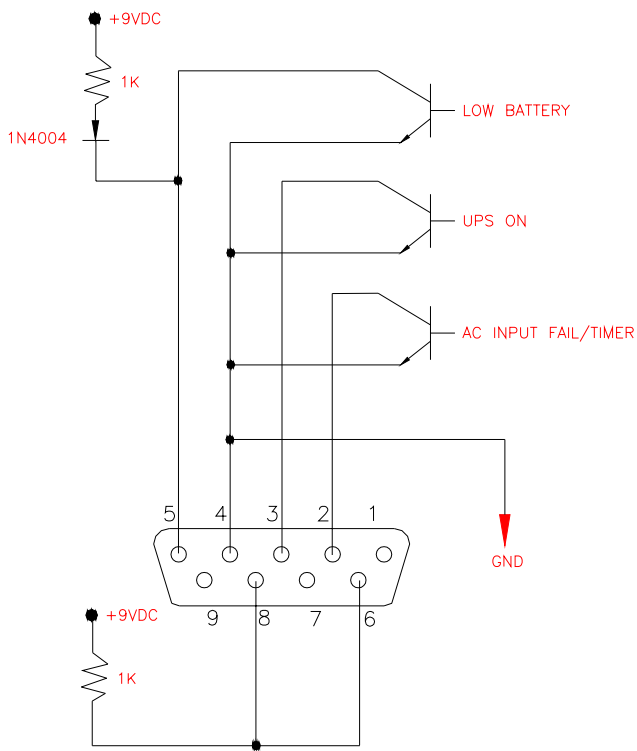 +9VDC
1K
1N4004
LOW BATTERY
UPS ON
AC INPUT FAIL/TIMER
5 4 3 2 1
GND
9 8 7 6
+9VDC
1K